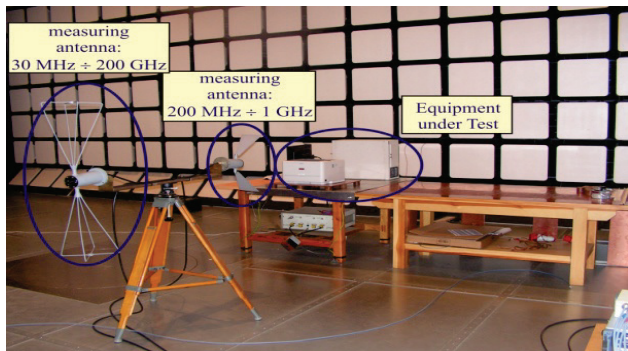 measuring
antenna:
30 MHz ÷ 200 GHz
measuring
antenna:
200 MHz ÷ 1 GHz
Equipment
under Test